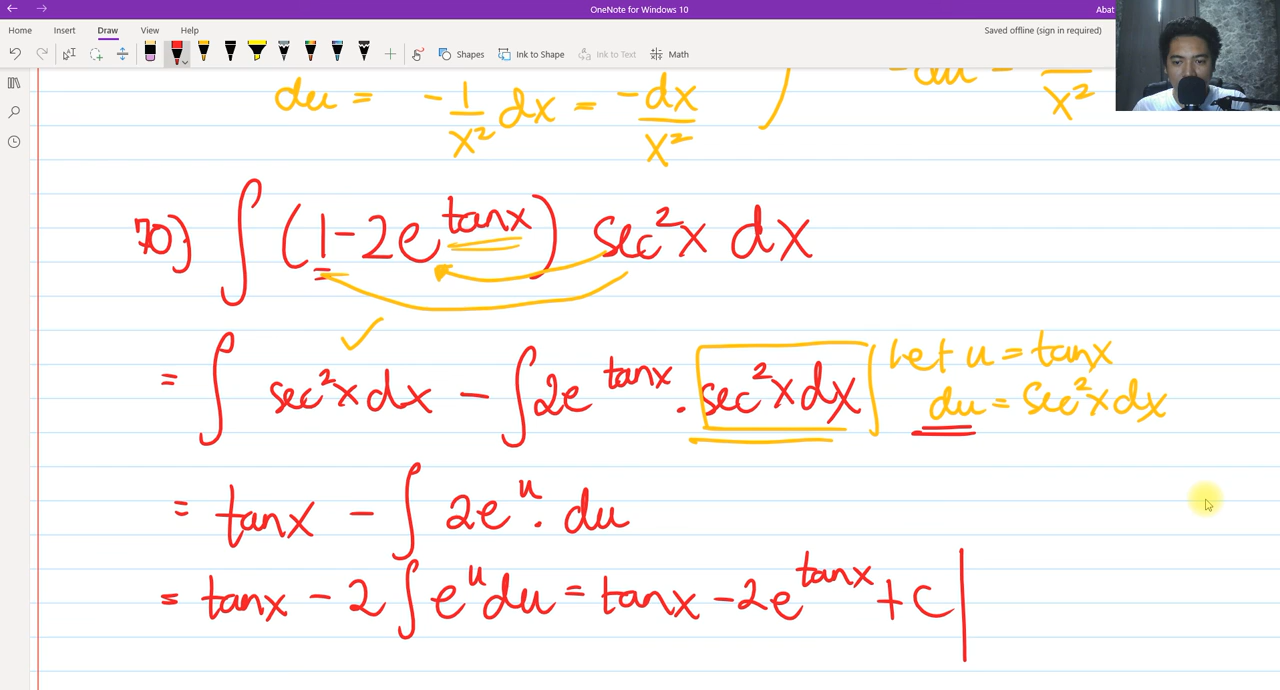 OneNote for Windows 10
Abat
Home Insert Draw View Help
Saved offline (sign in required)
Shapes Ink to Shape Ink to Text Math
du = -1/x² dx = -dx/x²
70) ∫ (1 - 2e^tanx) sec²x dx
= ∫ sec²x dx - ∫ 2e^tanx · sec²x dx
Let u = tanx
du = sec²x dx
= tanx - ∫ 2e^u · du
= tanx - 2 ∫ e^u du = tanx - 2e^tanx + C